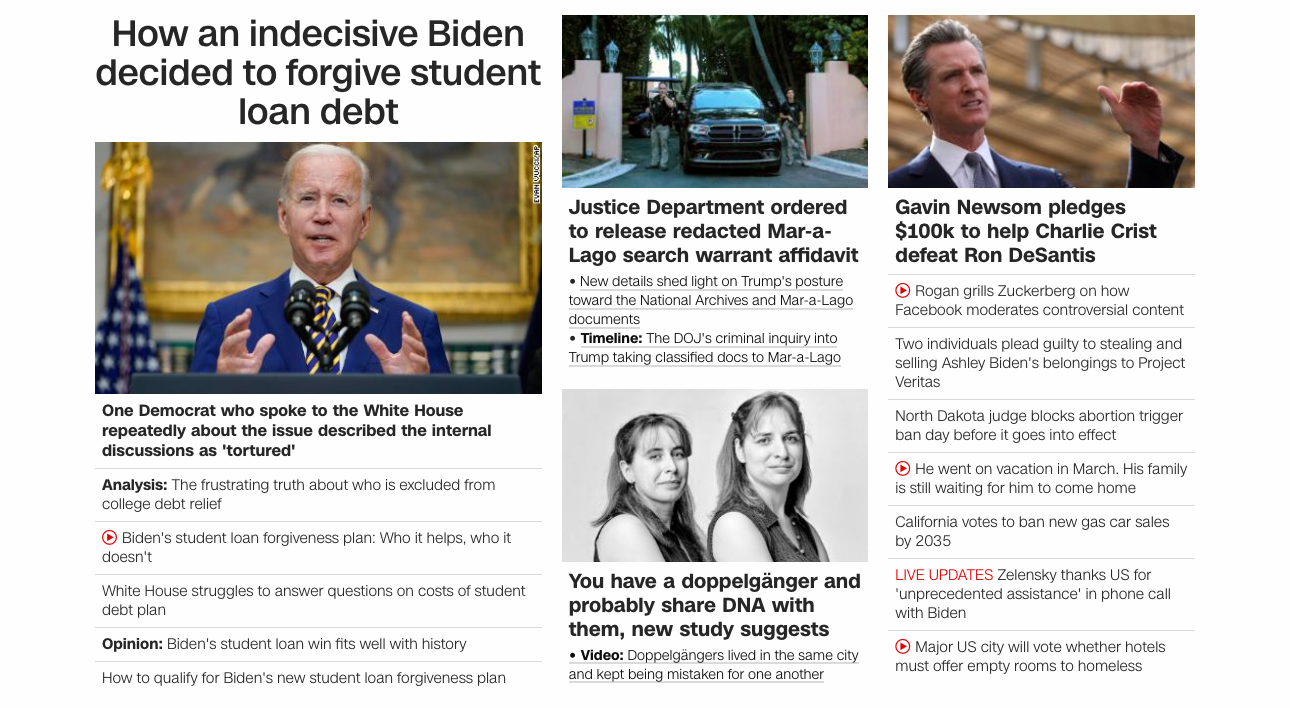 How an indecisive Biden
decided to forgive student
loan debt
EVAN VUCCI/AP
One Democrat who spoke to the White House
repeatedly about the issue described the internal
discussions as 'tortured'
Analysis: The frustrating truth about who is excluded from
college debt relief
Biden's student loan forgiveness plan: Who it helps, who it
doesn't
White House struggles to answer questions on costs of student
debt plan
Opinion: Biden's student loan win fits well with history
How to qualify for Biden's new student loan forgiveness plan
Justice Department ordered
to release redacted Mar-a-
Lago search warrant affidavit
• New details shed light on Trump's posture
toward the National Archives and Mar-a-Lago
documents
• Timeline: The DOJ's criminal inquiry into
Trump taking classified docs to Mar-a-Lago
You have a doppelgänger and
probably share DNA with
them, new study suggests
• Video: Doppelgängers lived in the same city
and kept being mistaken for one another
Gavin Newsom pledges
$100k to help Charlie Crist
defeat Ron DeSantis
Rogan grills Zuckerberg on how
Facebook moderates controversial content
Two individuals plead guilty to stealing and
selling Ashley Biden's belongings to Project
Veritas
North Dakota judge blocks abortion trigger
ban day before it goes into effect
He went on vacation in March. His family
is still waiting for him to come home
California votes to ban new gas car sales
by 2035
LIVE UPDATES Zelensky thanks US for
'unprecedented assistance' in phone call
with Biden
Major US city will vote whether hotels
must offer empty rooms to homeless